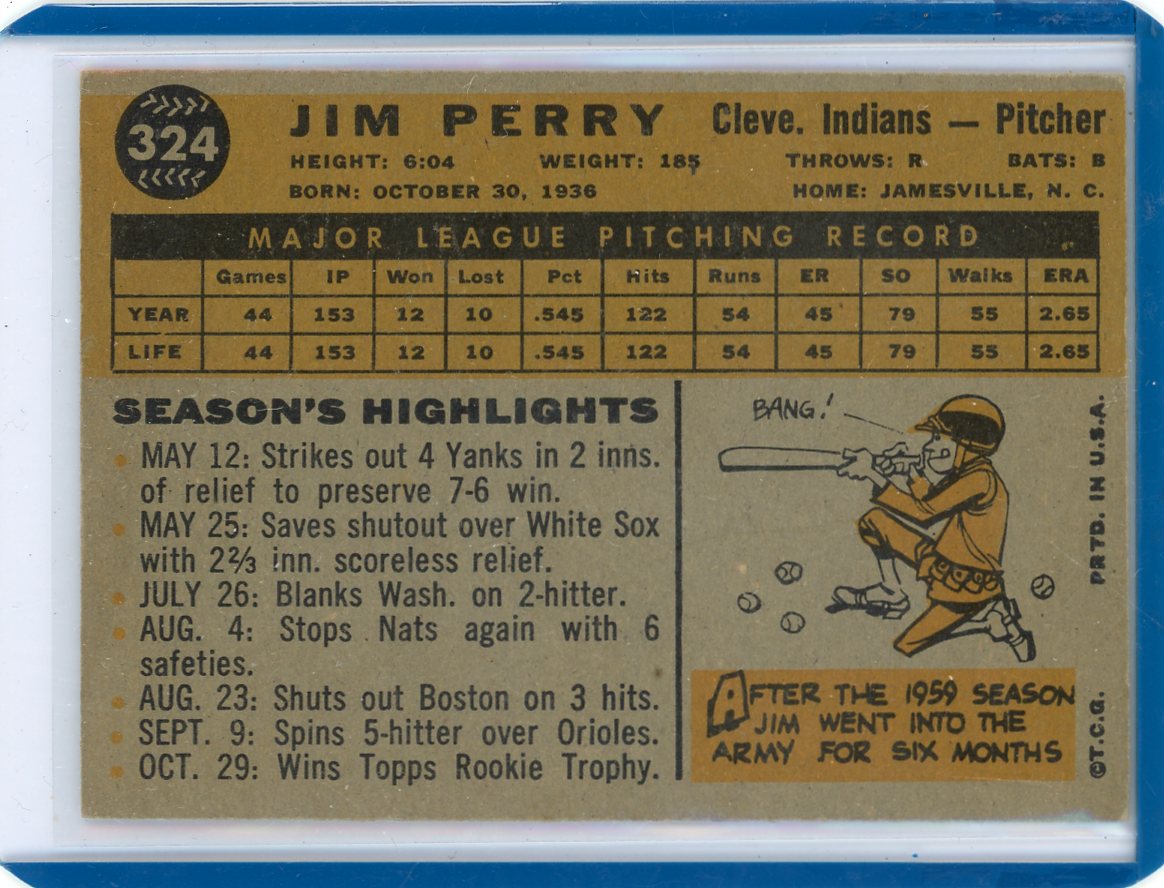 324
JIM PERRY Cleve. Indians — Pitcher
HEIGHT: 6:04 WEIGHT: 185 THROWS: R BATS: B
BORN: OCTOBER 30, 1936 HOME: JAMESVILLE, N. C.
MAJOR LEAGUE PITCHING RECORD
Games IP Won Lost Pct Hits Runs ER SO Walks ERA
YEAR 44 153 12 10 .545 122 54 45 79 55 2.65
LIFE 44 153 12 10 .545 122 54 45 79 55 2.65
SEASON'S HIGHLIGHTS
• MAY 12: Strikes out 4 Yanks in 2 inns.
of relief to preserve 7-6 win.
• MAY 25: Saves shutout over White Sox
with 2⅔ inn. scoreless relief.
• JULY 26: Blanks Wash. on 2-hitter.
• AUG. 4: Stops Nats again with 6
safeties.
• AUG. 23: Shuts out Boston on 3 hits.
• SEPT. 9: Spins 5-hitter over Orioles.
• OCT. 29: Wins Topps Rookie Trophy.
BANG!
AFTER THE 1959 SEASON
JIM WENT INTO THE
ARMY FOR SIX MONTHS
©T.C.G. PRTD. IN U.S.A.